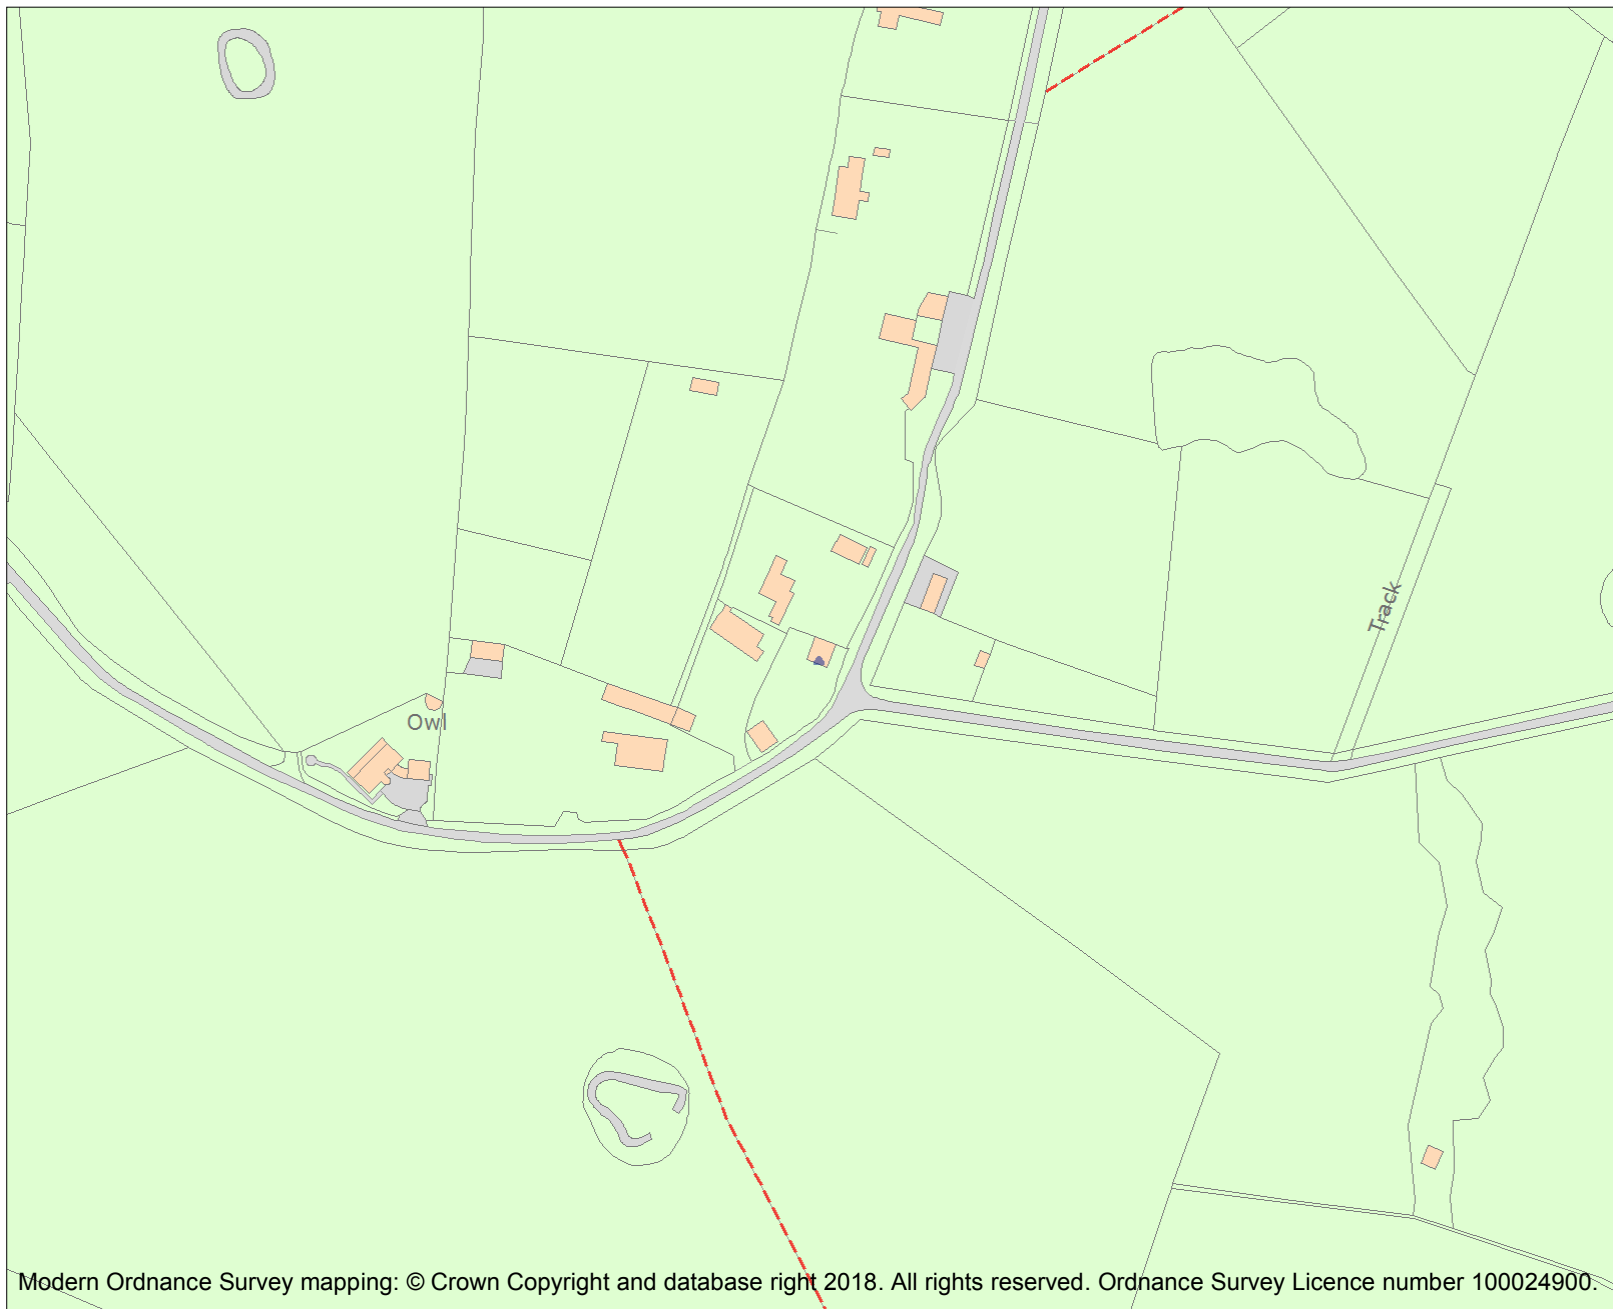 Track
Owl
Modern Ordnance Survey mapping: © Crown Copyright and database right 2018. All rights reserved. Ordnance Survey Licence number 100024900.